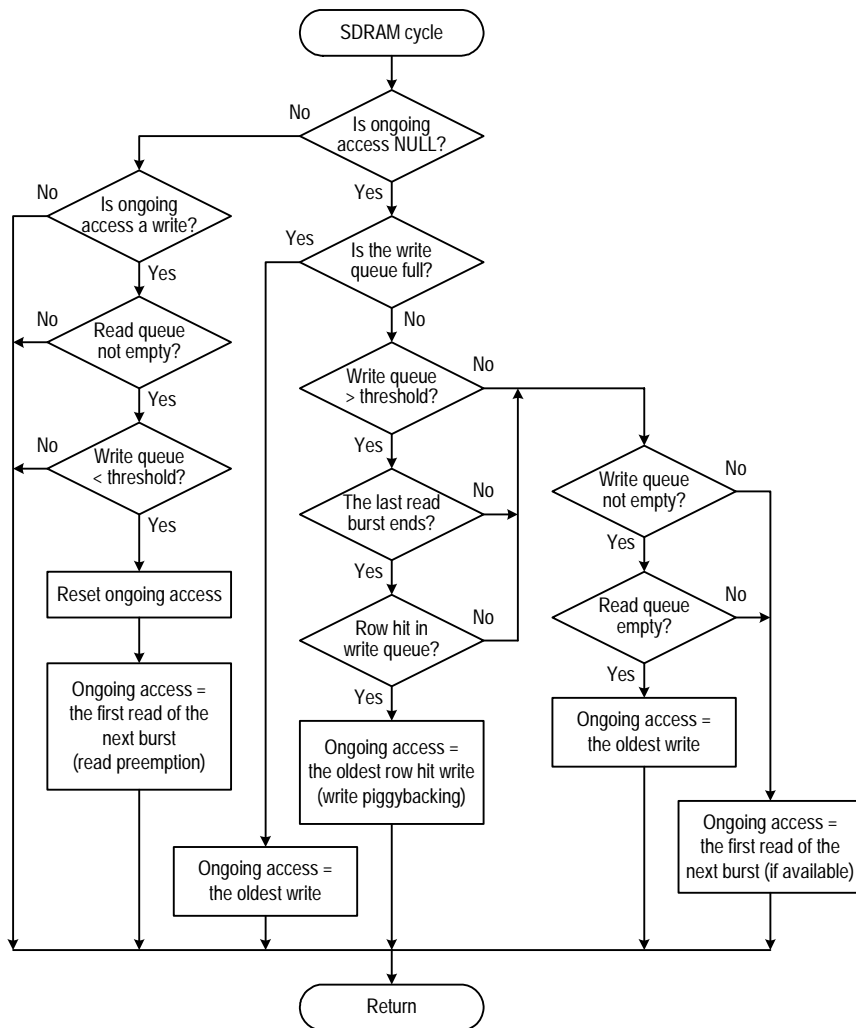 SDRAM cycle
No
Is ongoing
access NULL?
Yes
No
Is ongoing
access a write?
Yes
Yes
Is the write
queue full?
No
No
Read queue
not empty?
Yes
Write queue
> threshold?
No
Yes
No
Write queue
< threshold?
Yes
The last read
burst ends?
No
Yes
Write queue
not empty?
No
Yes
Reset ongoing access
Row hit in
write queue?
No
Yes
Read queue
empty?
No
Yes
Ongoing access =
the first read of the
next burst
(read preemption)
Ongoing access =
the oldest row hit write
(write piggybacking)
Ongoing access =
the oldest write
Ongoing access =
the oldest write
Ongoing access =
the first read of the
next burst (if available)
Return